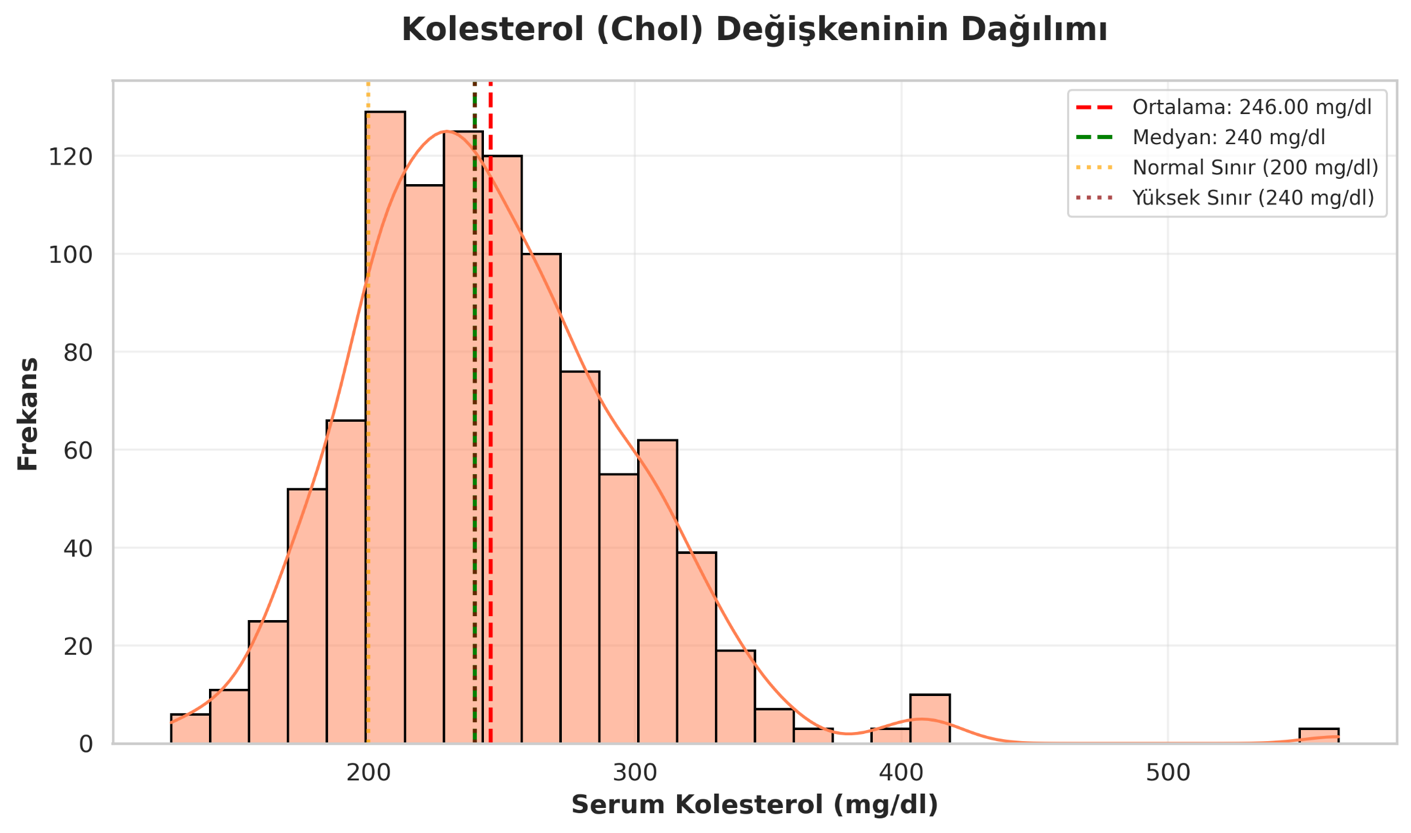 Kolesterol (Chol) Değişkeninin Dağılımı
Ortalama: 246.00 mg/dl
Medyan: 240 mg/dl
Normal Sınır (200 mg/dl)
Yüksek Sınır (240 mg/dl)
Frekans
120
100
80
60
40
20
0
200 300 400 500
Serum Kolesterol (mg/dl)